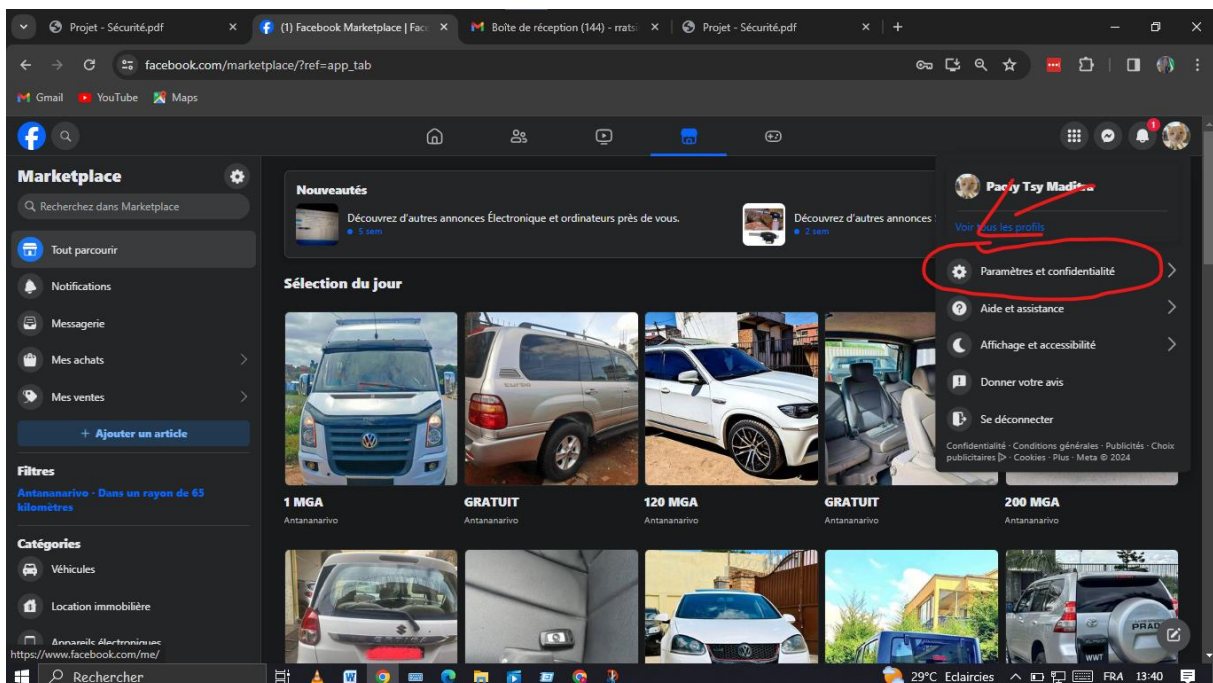 Projet - Sécurité.pdf
(1) Facebook Marketplace | Fac
Boîte de réception (144) - rrats
Projet - Sécurité.pdf
facebook.com/marketplace/?ref=app_tab
Gmail
YouTube
Maps
1
Marketplace
Recherchez dans Marketplace
Tout parcourir
Notifications
Messagerie
Mes achats
Mes ventes
+ Ajouter un article
Filtres
Antananarivo · Dans un rayon de 65
kilomètres
Catégories
Véhicules
Location immobilière
Appareils électroniques
https://www.facebook.com/me/
Nouveautés
Découvrez d'autres annonces Électronique et ordinateurs près de vous.
5 sem
Découvrez d'autres annonces
2 sem
Sélection du jour
1 MGA
Antananarivo
GRATUIT
Antananarivo
120 MGA
Antananarivo
GRATUIT
Antananarivo
200 MGA
Antananarivo
PRAD
WWT
Tsy
Voir tous les profils
Paramètres et confidentialité
Aide et assistance
Affichage et accessibilité
Donner votre avis
Se déconnecter
Confidentialité · Conditions générales · Publicités · Choix
publicitaires · Cookies · Plus · Meta © 2024
Rechercher
29°C Eclaircies
FRA
13:40